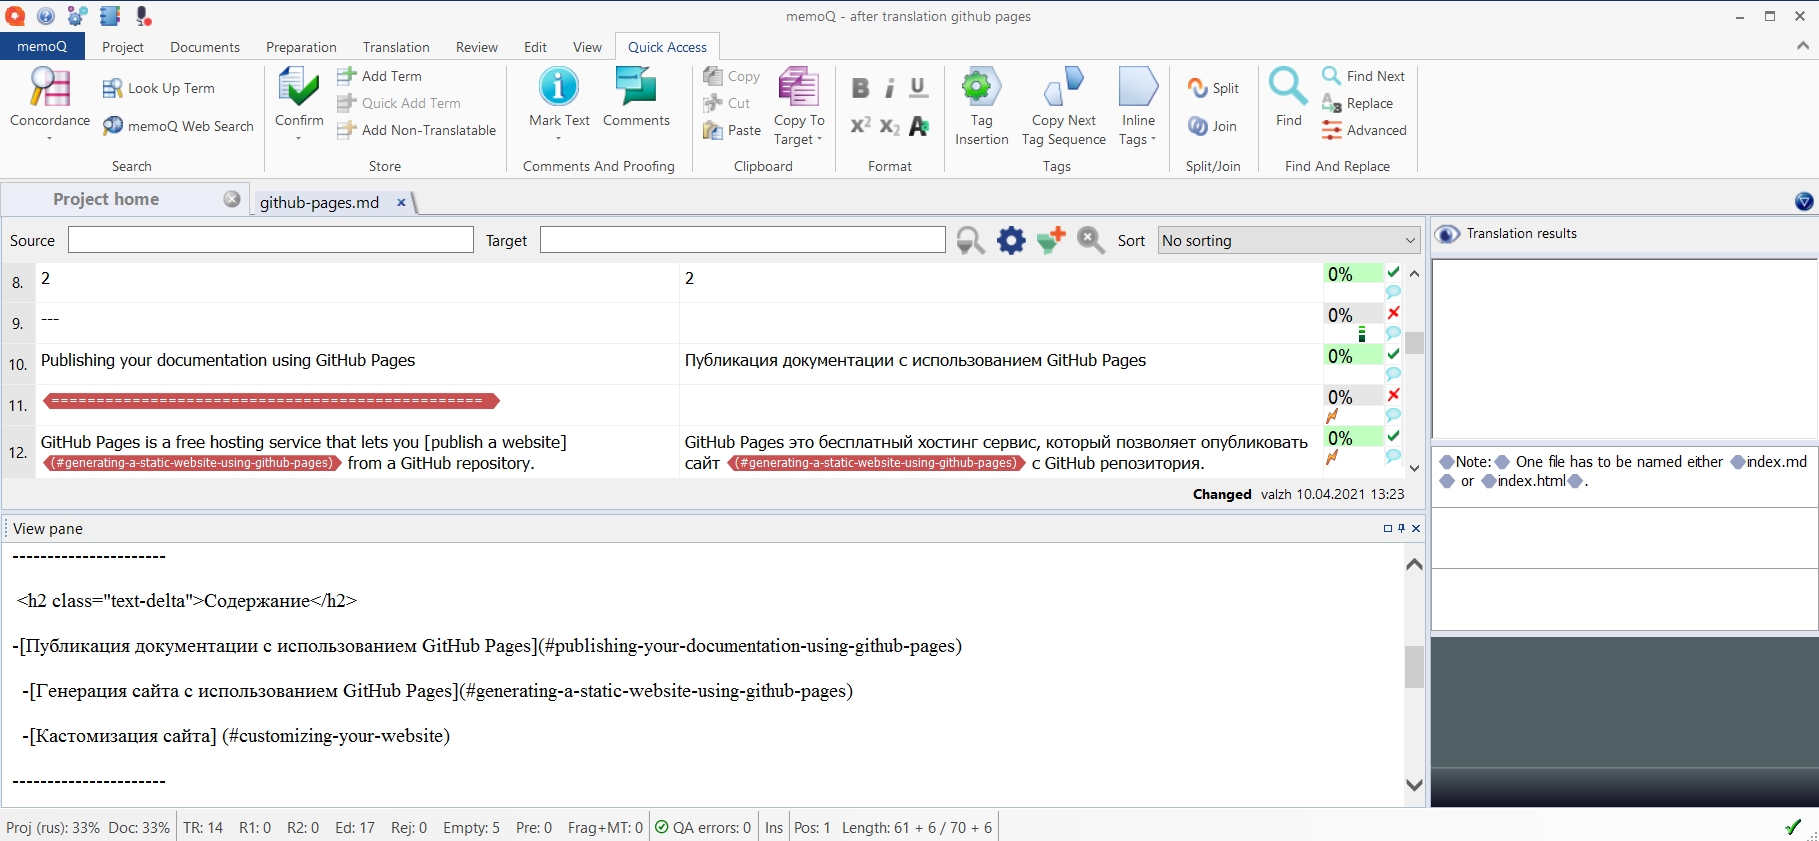 memoQ - after translation github pages
memoQ Project Documents Preparation Translation Review Edit View Quick Access
Concordance
Look Up Term
memoQ Web Search
Search
Confirm
Add Term
Quick Add Term
Add Non-Translatable
Store
Mark Text
Comments
Comments And Proofing
Copy
Cut
Paste
Copy To
Target
Clipboard
B i U
X² X₂ A
Format
Tag
Insertion
Copy Next
Tag Sequence
Inline
Tags
Tags
Split
Join
Split/Join
Find
Find Next
Replace
Advanced
Find And Replace
Project home
github-pages.md
Source
Target
Sort No sorting
8. 2 2 0%
9. --- 0%
10. Publishing your documentation using GitHub Pages Публикация документации с использованием GitHub Pages 0%
11. ================================================ 0%
12. GitHub Pages is a free hosting service that lets you [publish a website]
(#generating-a-static-website-using-github-pages) from a GitHub repository.
GitHub Pages это бесплатный хостинг сервис, который позволяет опубликовать
сайт (#generating-a-static-website-using-github-pages) с GitHub репозитория.
0%
Changed valzh 10.04.2021 13:23
View pane
----------------------
<h2 class="text-delta">Содержание</h2>
-[Публикация документации с использованием GitHub Pages](#publishing-your-documentation-using-github-pages)
-[Генерация сайта с использованием GitHub Pages](#generating-a-static-website-using-github-pages)
-[Кастомизация сайта] (#customizing-your-website)
----------------------
Translation results
Note: One file has to be named either index.md
or index.html.
Proj (rus): 33% Doc: 33% TR: 14 R1: 0 R2: 0 Ed: 17 Rej: 0 Empty: 5 Pre: 0 Frag+MT: 0 QA errors: 0 Ins Pos: 1 Length: 61 + 6 / 70 + 6